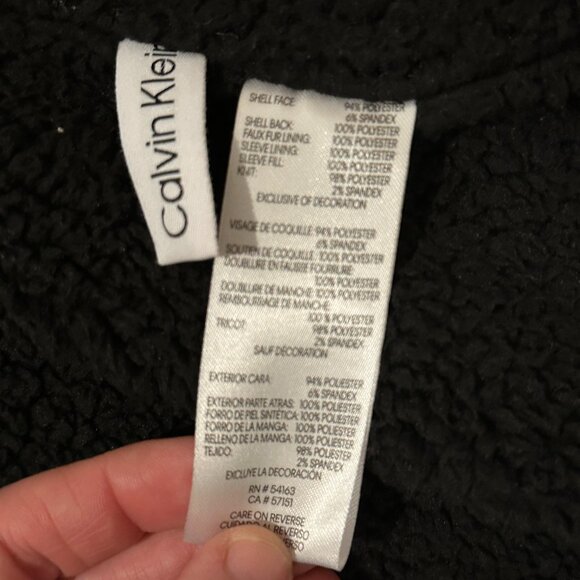 Calvin Klein
SHELL FACE: 94% POLYESTER
6% SPANDEX
SHELL BACK: 100% POLYESTER
FAUX FUR LINING: 100% POLYESTER
SLEEVE LINING: 100% POLYESTER
SLEEVE FILL: 100% POLYESTER
KNIT: 98% POLYESTER
2% SPANDEX
EXCLUSIVE OF DECORATION
VISAGE DE COQUILLE: 94% POLYESTER
6% SPANDEX
SOUTIEN DE COQUILLE: 100% POLYESTER
DOUBLURE EN FAUSSE FOURRURE:
100% POLYESTER
DOUBLURE DE MANCHE: 100% POLYESTER
REMBOURRAGE DE MANCHE:
100 % POLYESTER
TRICOT: 98% POLYESTER
2% SPANDEX
SAUF DÉCORATION
EXTERIOR CARA: 94% POLIESTER
6% SPANDEX
EXTERIOR PARTE ATRAS: 100% POLIESTER
FORRO DE PIEL SINTÉTICA: 100% POLIESTER
FORRO DE LA MANGA: 100% POLIESTER
RELLENO DE LA MANGA: 100% POLIESTER
TEJIDO: 98% POLIESTER
2% SPANDEX
EXCLUYE LA DECORACIÓN
RN # 54163
CA # 57151
CARE ON REVERSE
CUIDADO AL REVERSO